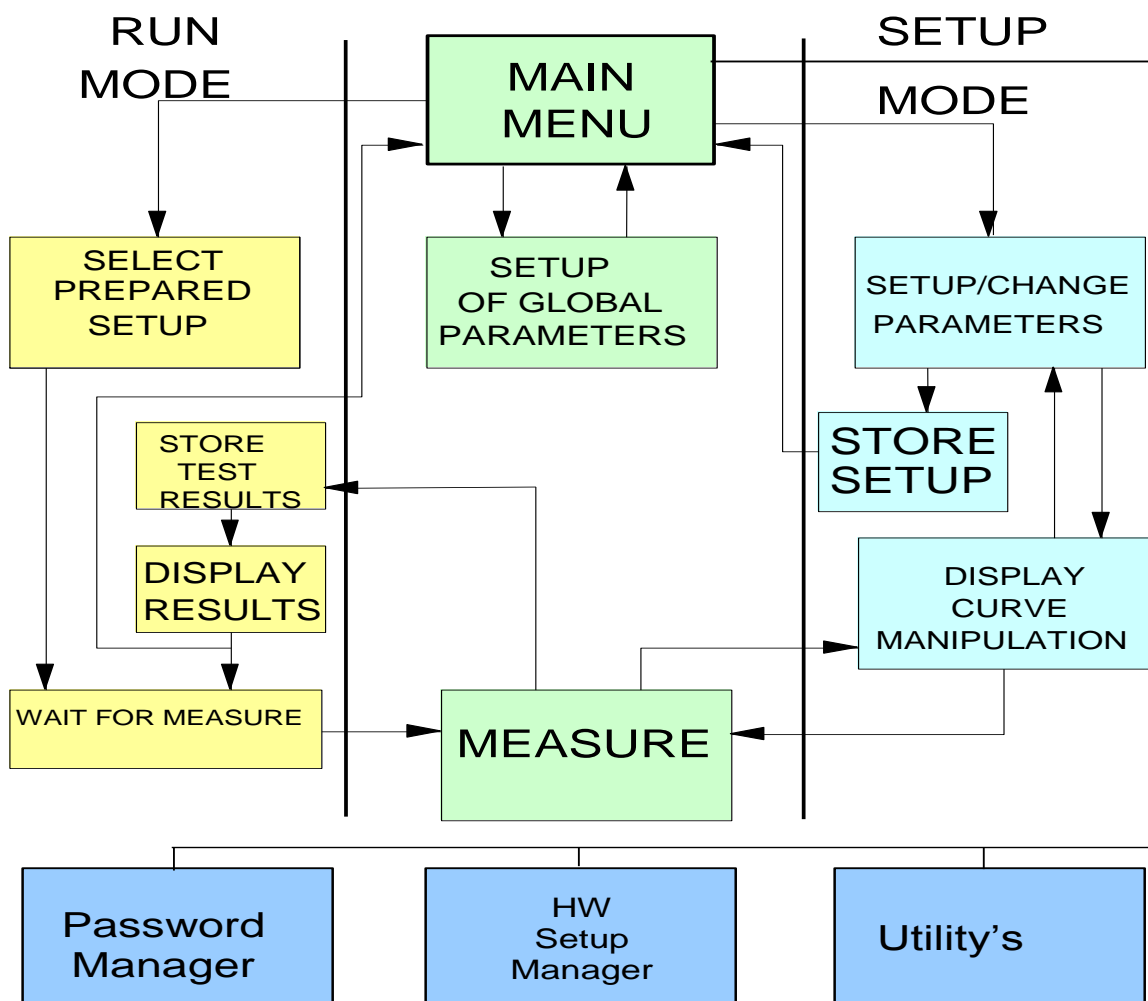 RUN
MODE
MAIN
MENU
SETUP
MODE
SELECT
PREPARED
SETUP
SETUP
OF GLOBAL
PARAMETERS
SETUP/CHANGE
PARAMETERS
STORE
TEST
RESULTS
STORE
SETUP
DISPLAY
RESULTS
DISPLAY
CURVE
MANIPULATION
WAIT FOR MEASURE
MEASURE
Password
Manager
HW
Setup
Manager
Utility's